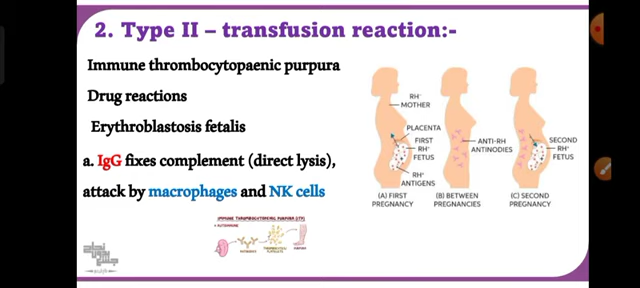 2. Type II – transfusion reaction:-
Immune thrombocytopaenic purpura
Drug reactions
Erythroblastosis fetalis
a. IgG fixes complement (direct lysis),
attack by macrophages and NK cells
IMMUNE THROMBOCYTOPENIC PURPURA (ITP)
RH⁻
MOTHER
PLACENTA
FIRST
RH⁺
FETUS
RH⁺
ANTIGENS
(A) FIRST
PREGNANCY
ANTI-RH
ANTINODIES
(B) BETWEEN
PREGNANCIES
SECOND
RH⁺
FETUS
(C) SECOND
PREGNANCY